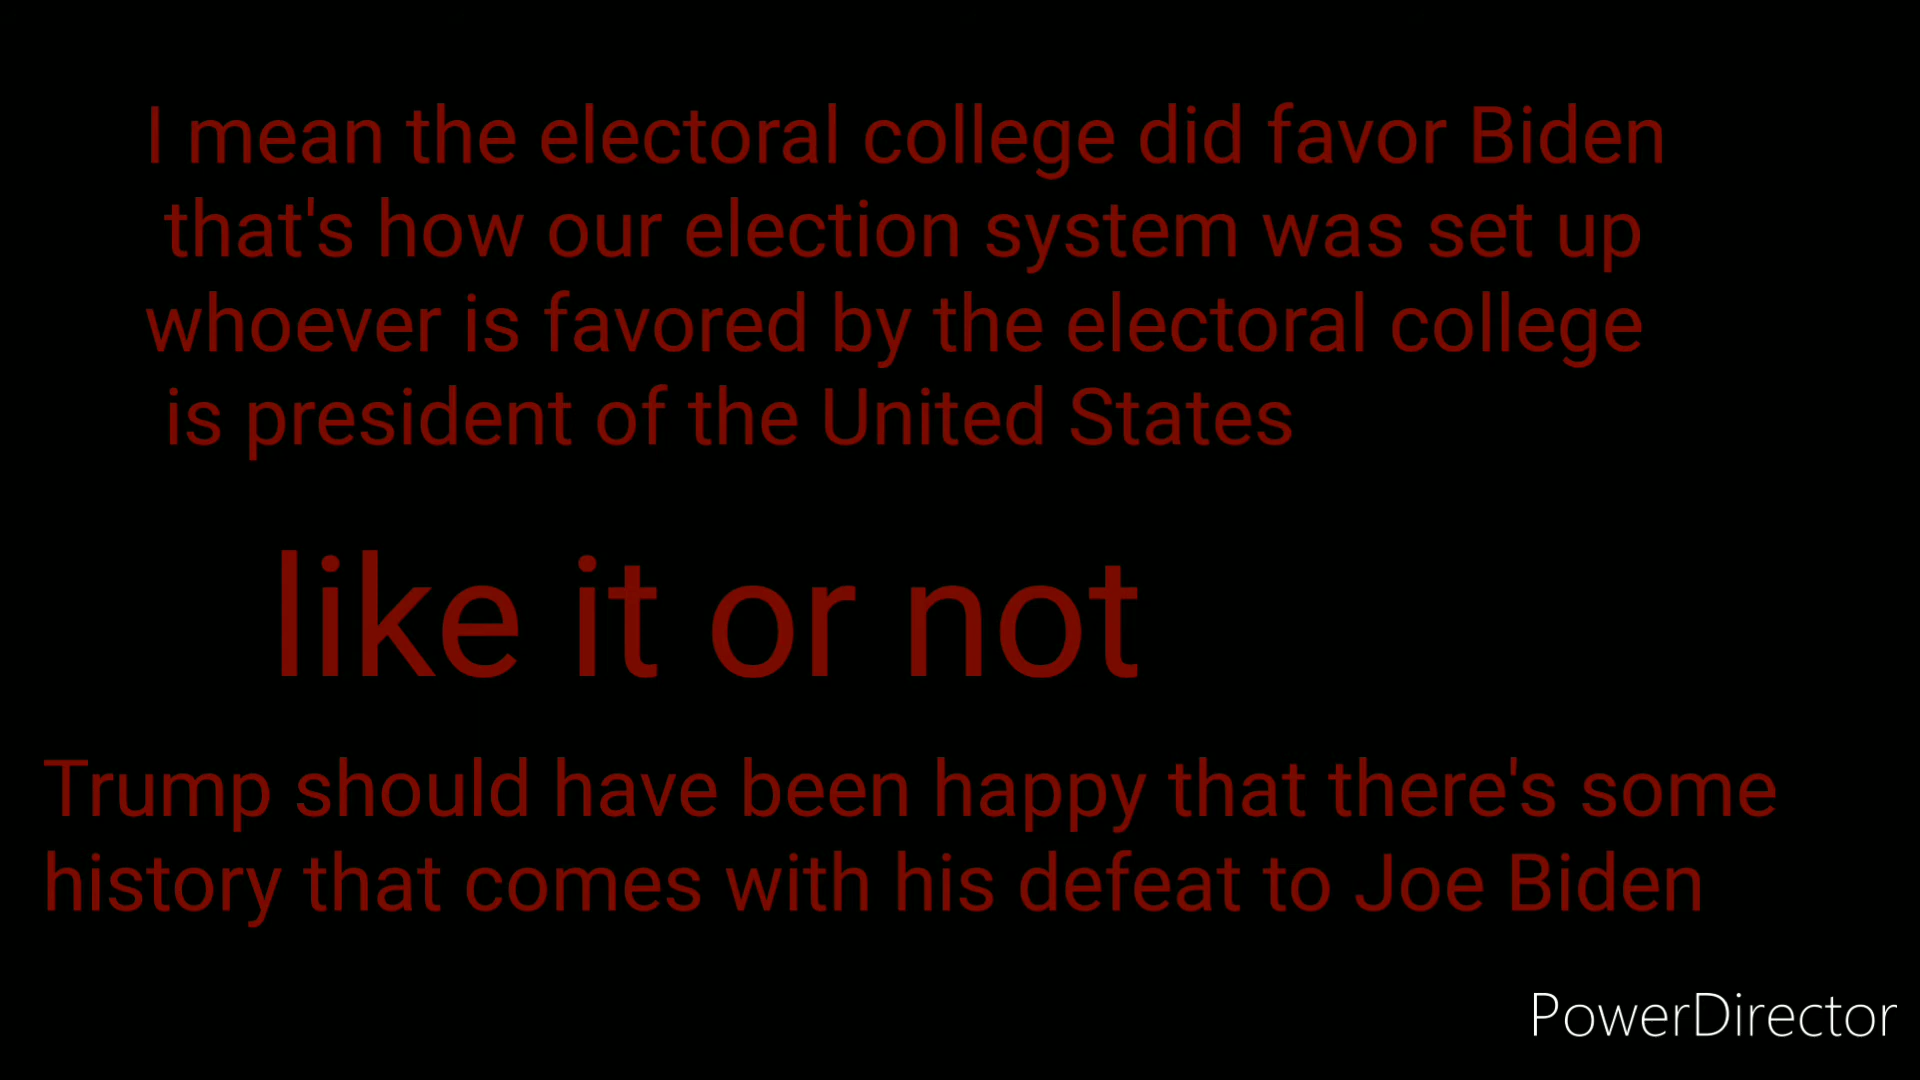 I mean the electoral college did favor Biden
that's how our election system was set up
whoever is favored by the electoral college
is president of the United States
like it or not
Trump should have been happy that there's some
history that comes with his defeat to Joe Biden
PowerDirector